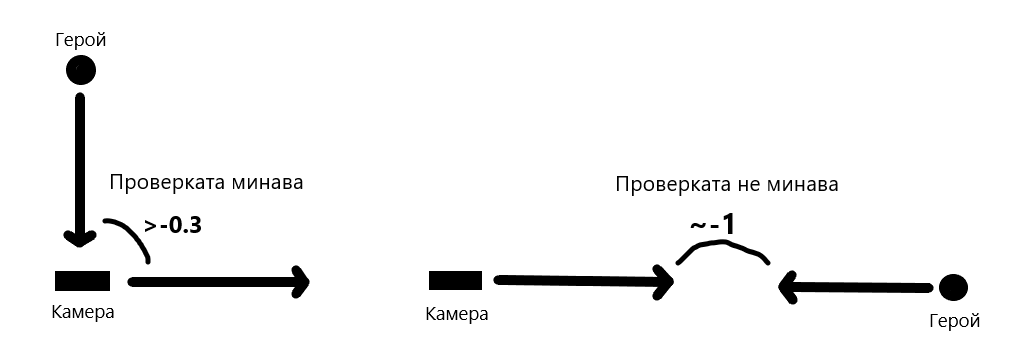 Герой
Проверката минава
>-0.3
Камера
Проверката не минава
~-1
Камера
Герой